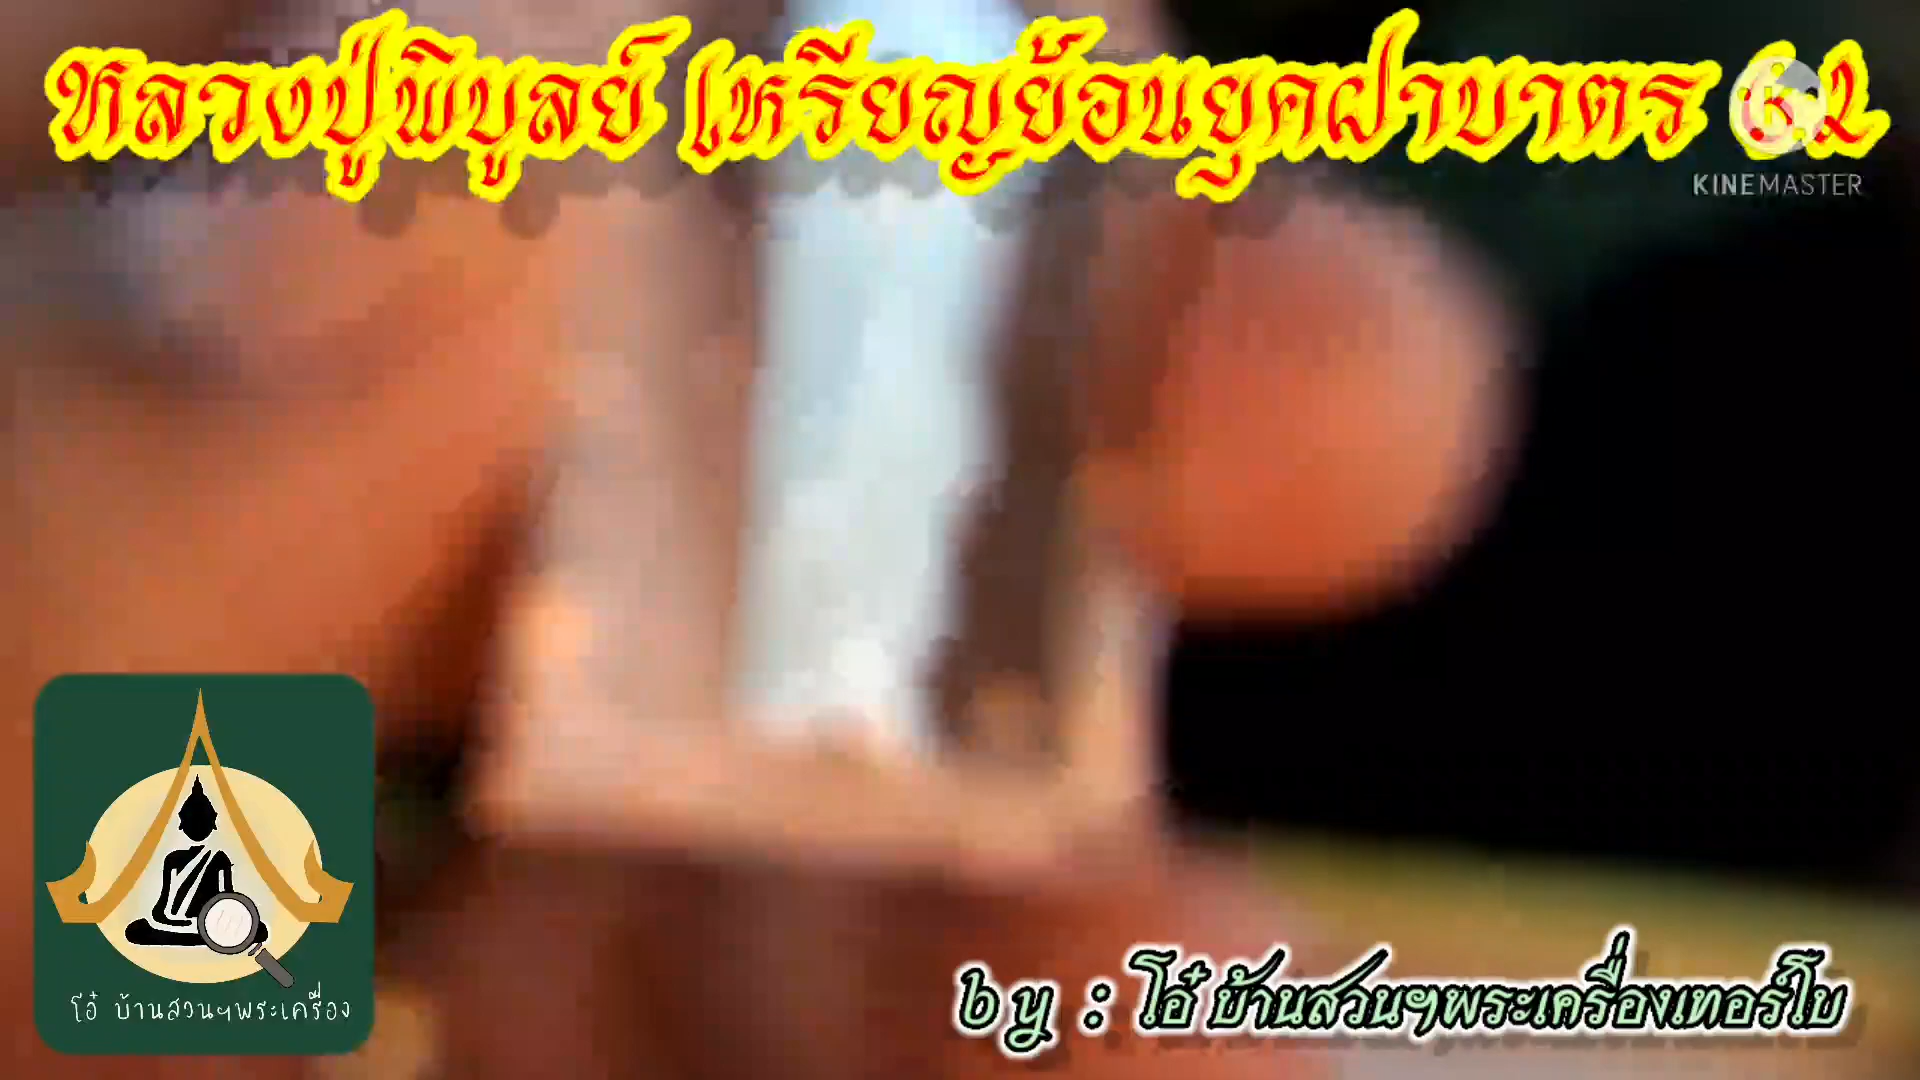 หลวงปู่พิบูลย์ เหรียญย้อนยุคฝาบาตร
KINEMASTER
โอ๋ บ้านสวนฯพระเครื่อง
by : โอ๋ บ้านสวนฯพระเครื่องเทอร์โบ